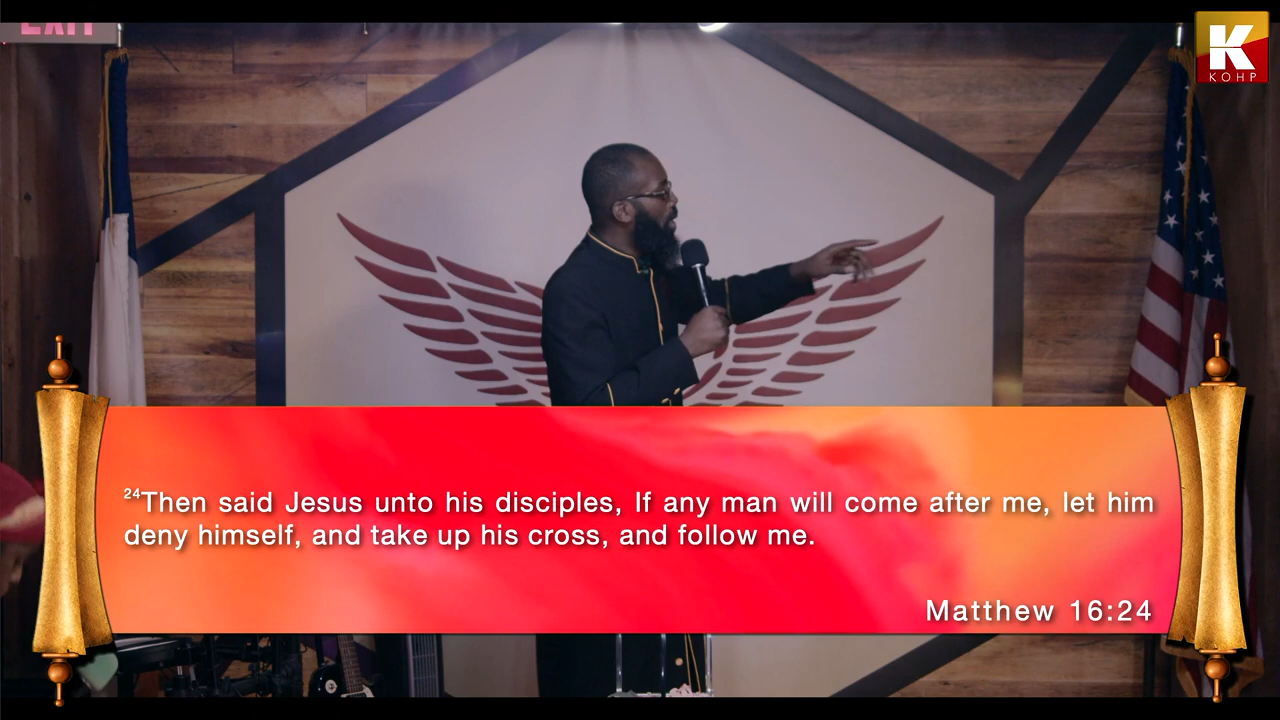 EXIT
K
KOHP
24Then said Jesus unto his disciples, If any man will come after me, let him
deny himself, and take up his cross, and follow me.
Matthew 16:24